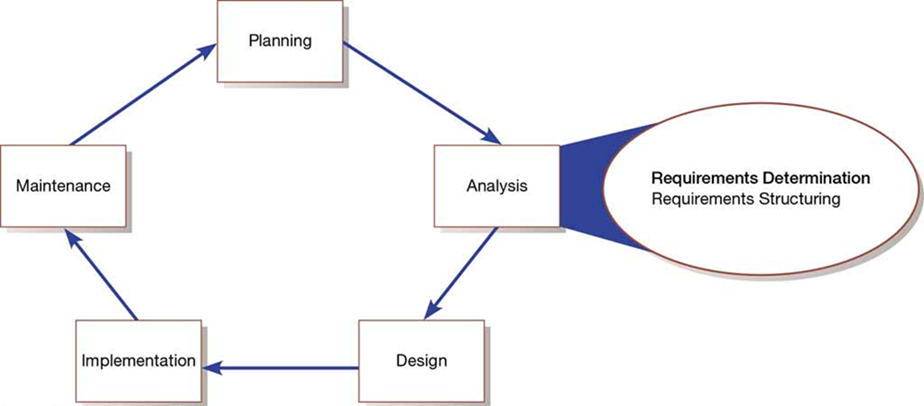 Planning
Maintenance
Analysis
Requirements Determination
Requirements Structuring
Implementation
Design